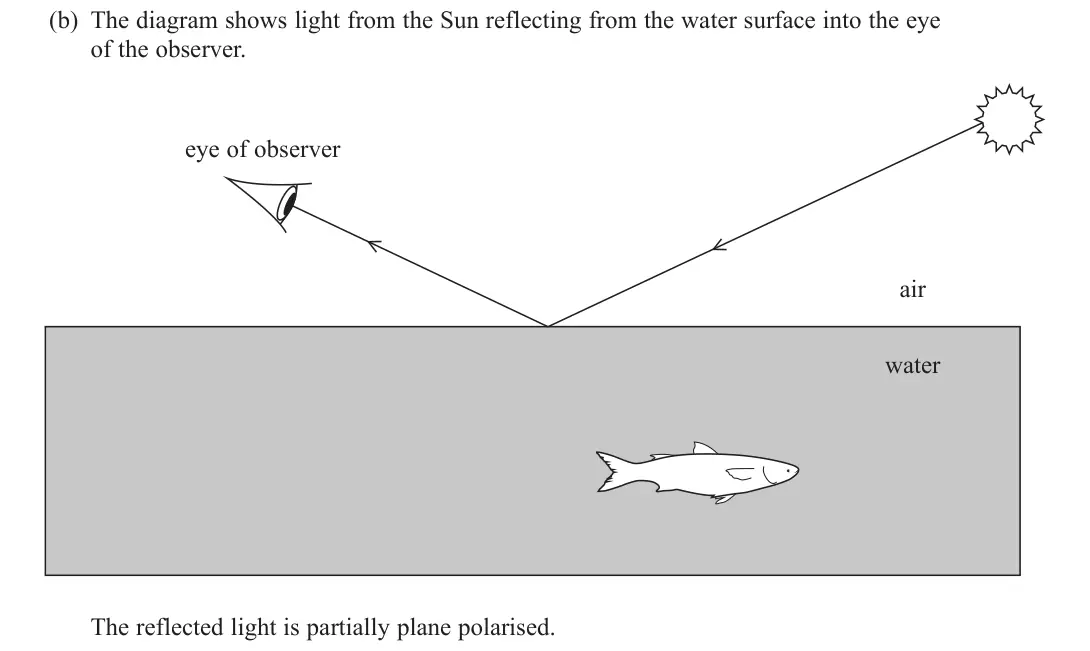 (b) The diagram shows light from the Sun reflecting from the water surface into the eye
of the observer.
eye of observer
air
water
The reflected light is partially plane polarised.